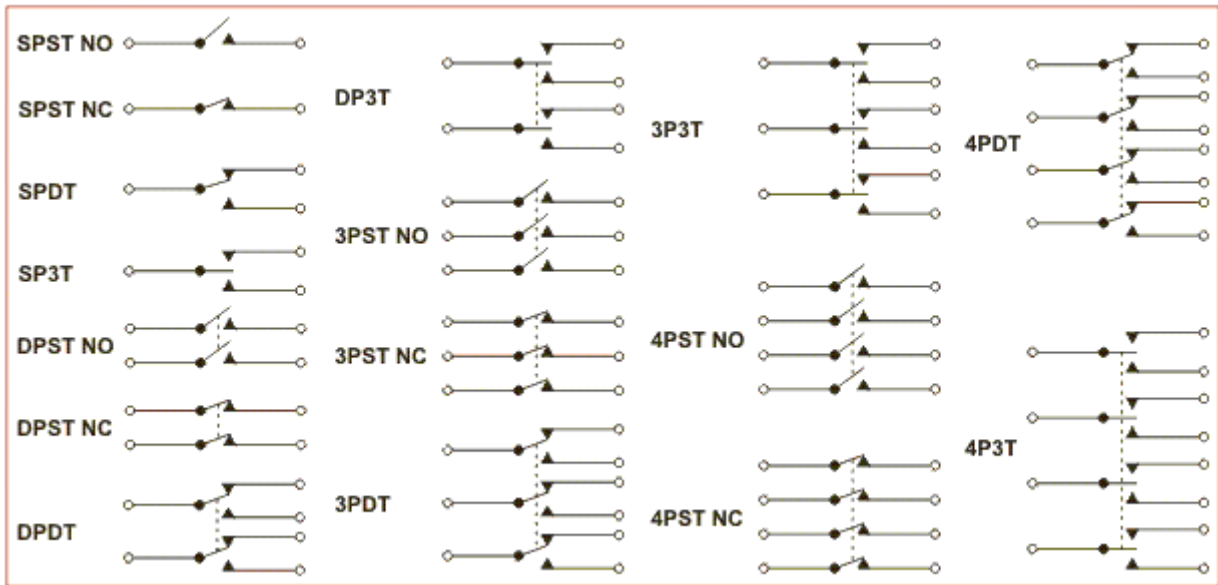 SPST NO
SPST NC
SPDT
SP3T
DPST NO
DPST NC
DPDT
DP3T
3PST NO
3PST NC
3PDT
3P3T
4PST NO
4PST NC
4PDT
4P3T